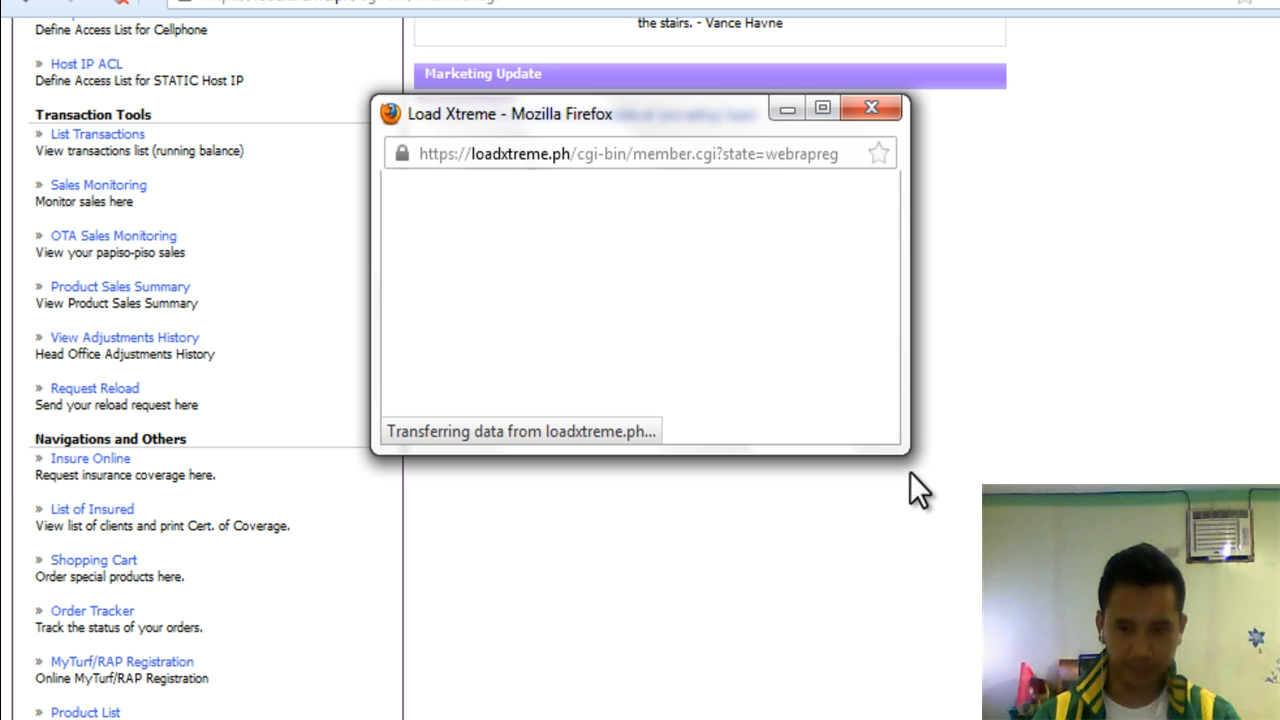 Define Access List for Cellphone
» Host IP ACL
Define Access List for STATIC Host IP
Transaction Tools
» List Transactions
View transactions list (running balance)
» Sales Monitoring
Monitor sales here
» OTA Sales Monitoring
View your papiso-piso sales
» Product Sales Summary
View Product Sales Summary
» View Adjustments History
Head Office Adjustments History
» Request Reload
Send your reload request here
Navigations and Others
» Insure Online
Request insurance coverage here.
» List of Insured
View list of clients and print Cert. of Coverage.
» Shopping Cart
Order special products here.
» Order Tracker
Track the status of your orders.
» MyTurf/RAP Registration
Online MyTurf/RAP Registration
» Product List
the stairs. - Vance Havne
Marketing Update
Load Xtreme - Mozilla Firefox
https://loadxtreme.ph/cgi-bin/member.cgi?state=webrapreg
Transferring data from loadxtreme.ph...